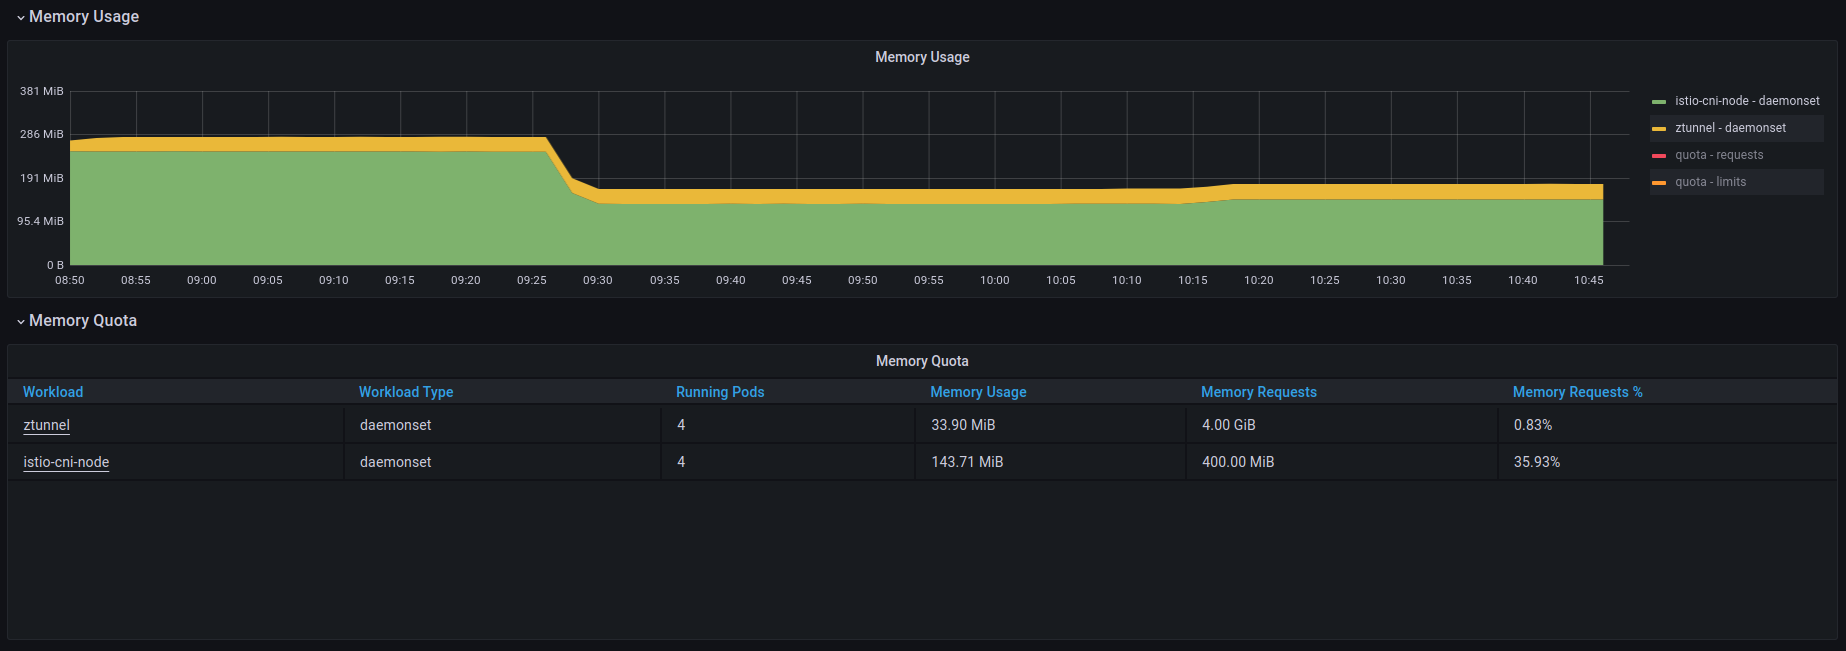 Memory Usage
Memory Usage
381 MiB
286 MiB
191 MiB
95.4 MiB
0 B
08:50 08:55 09:00 09:05 09:10 09:15 09:20 09:25 09:30 09:35 09:40 09:45 09:50 09:55 10:00 10:05 10:10 10:15 10:20 10:25 10:30 10:35 10:40 10:45
istio-cni-node - daemonset
ztunnel - daemonset
quota - requests
quota - limits
Memory Quota
Memory Quota
Workload Workload Type Running Pods Memory Usage Memory Requests Memory Requests %
ztunnel daemonset 4 33.90 MiB 4.00 GiB 0.83%
istio-cni-node daemonset 4 143.71 MiB 400.00 MiB 35.93%